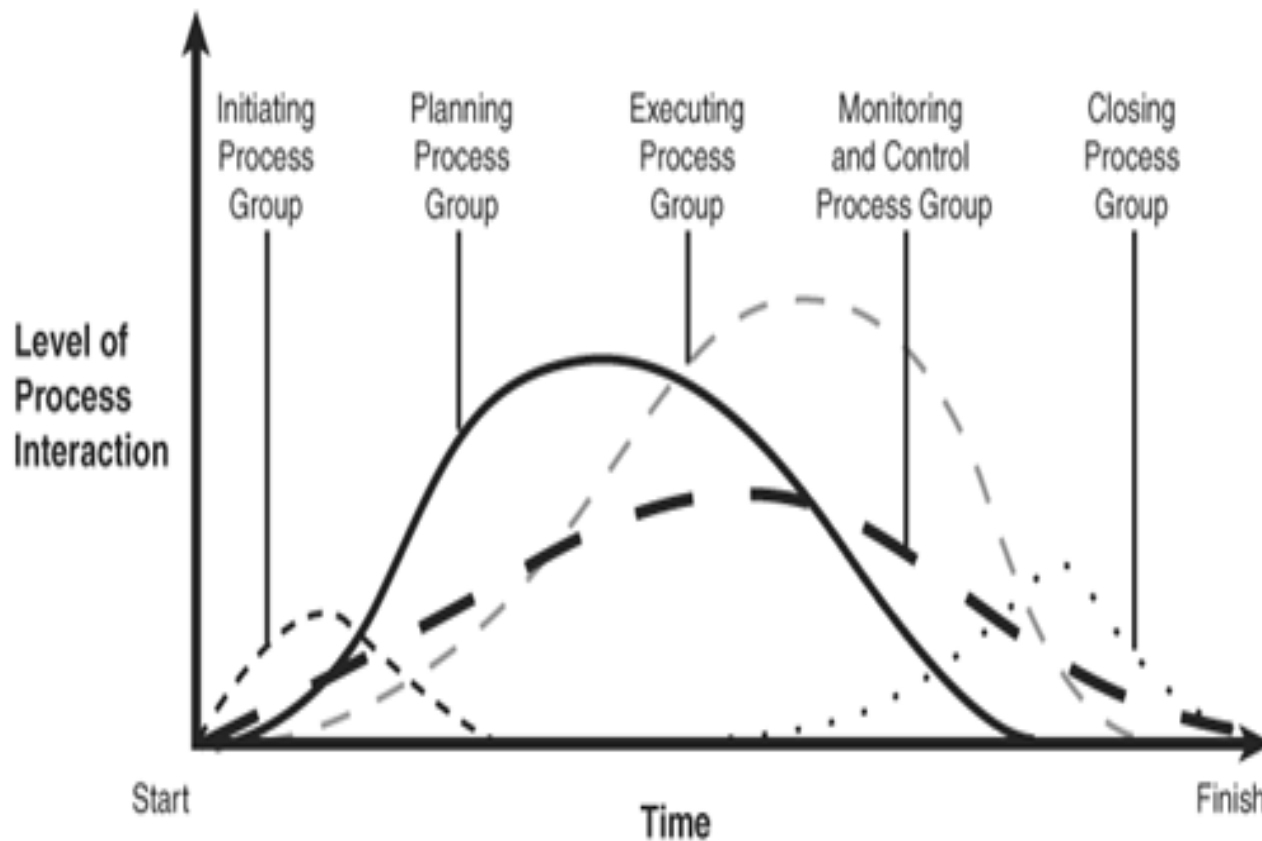 Initiating
Process
Group
Planning
Process
Group
Executing
Process
Group
Monitoring
and Control
Process Group
Closing
Process
Group
Level of
Process
Interaction
Start
Time
Finish